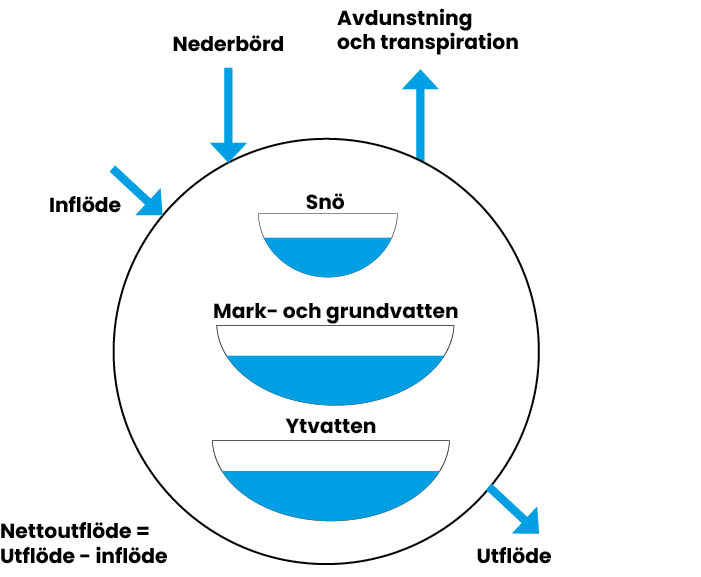 Avdunstning
och transpiration
Nederbörd
Inflöde
Snö
Mark- och grundvatten
Ytvatten
Nettoutflöde =
Utflöde - inflöde
Utflöde